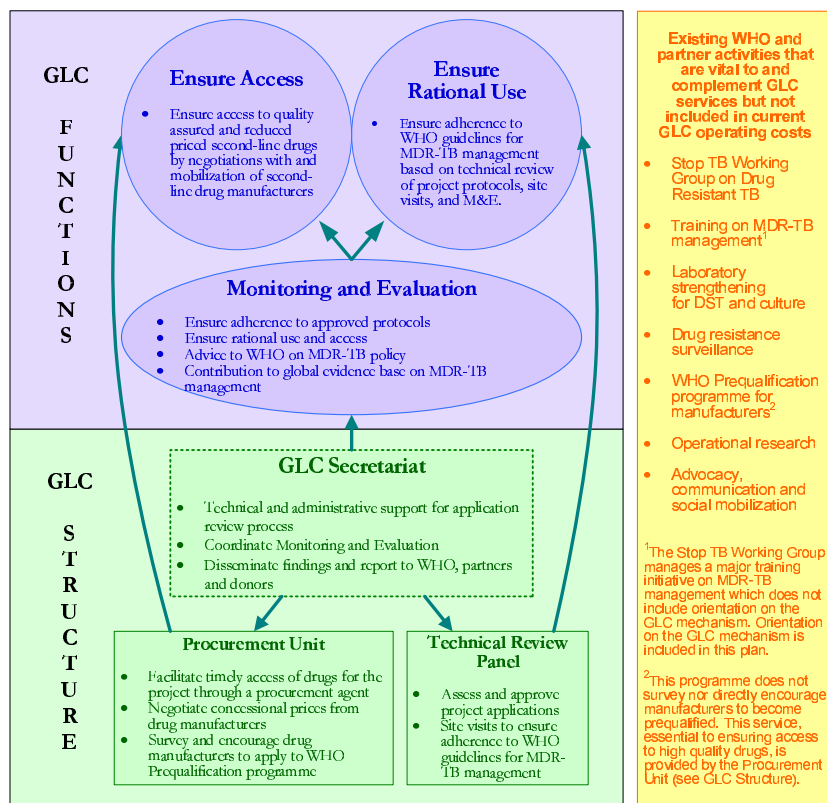 GLC
F
U
N
C
T
I
O
N
S
Ensure Access
• Ensure access to quality
assured and reduced
priced second-line drugs
by negotiations with and
mobilization of second-
line drug manufacturers
Ensure
Rational Use
• Ensure adherence to
WHO guidelines for
MDR-TB management
based on technical review
of project protocols, site
visits, and M&E.
Monitoring and Evaluation
• Ensure adherence to approved protocols
• Ensure rational use and access
• Advice to WHO on MDR-TB policy
• Contribution to global evidence base on MDR-TB
management
GLC
S
T
R
U
C
T
U
R
E
GLC Secretariat
• Technical and administrative support for application
review process
• Coordinate Monitoring and Evaluation
• Disseminate findings and report to WHO, partners
and donors
Procurement Unit
• Facilitate timely access of drugs for the
project through a procurement agent
• Negotiate concessional prices from
drug manufacturers
• Survey and encourage drug
manufacturers to apply to WHO
Prequalification programme
Technical Review
Panel
• Assess and approve
project applications
• Site visits to ensure
adherence to WHO
guidelines for MDR-
TB management
Existing WHO and
partner activities that
are vital to and
complement GLC
services but not
included in current
GLC operating costs
• Stop TB Working
Group on Drug
Resistant TB
• Training on MDR-TB
management¹
• Laboratory
strengthening
for DST and culture
• Drug resistance
surveillance
• WHO Prequalification
programme for
manufacturers²
• Operational research
• Advocacy,
communication and
social mobilization
¹The Stop TB Working Group
manages a major training
initiative on MDR-TB
management which does not
include orientation on the
GLC mechanism. Orientation
on the GLC mechanism is
included in this plan.
²This programme does not
survey nor directly encourage
manufacturers to become
prequalified. This service,
essential to ensuring access
to high quality drugs, is
provided by the Procurement
Unit (see GLC Structure).